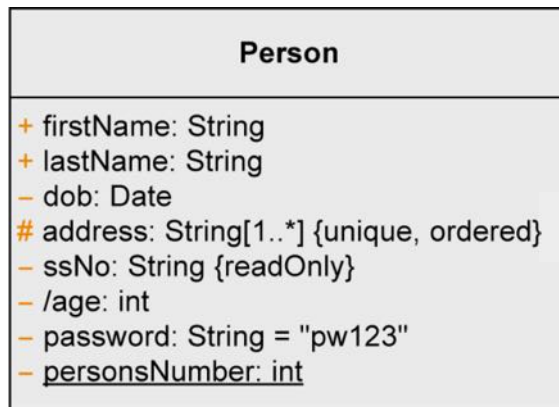 Person
+ firstName: String
+ lastName: String
– dob: Date
# address: String[1..*] {unique, ordered}
– ssNo: String {readOnly}
– /age: int
– password: String = "pw123"
– personsNumber: int